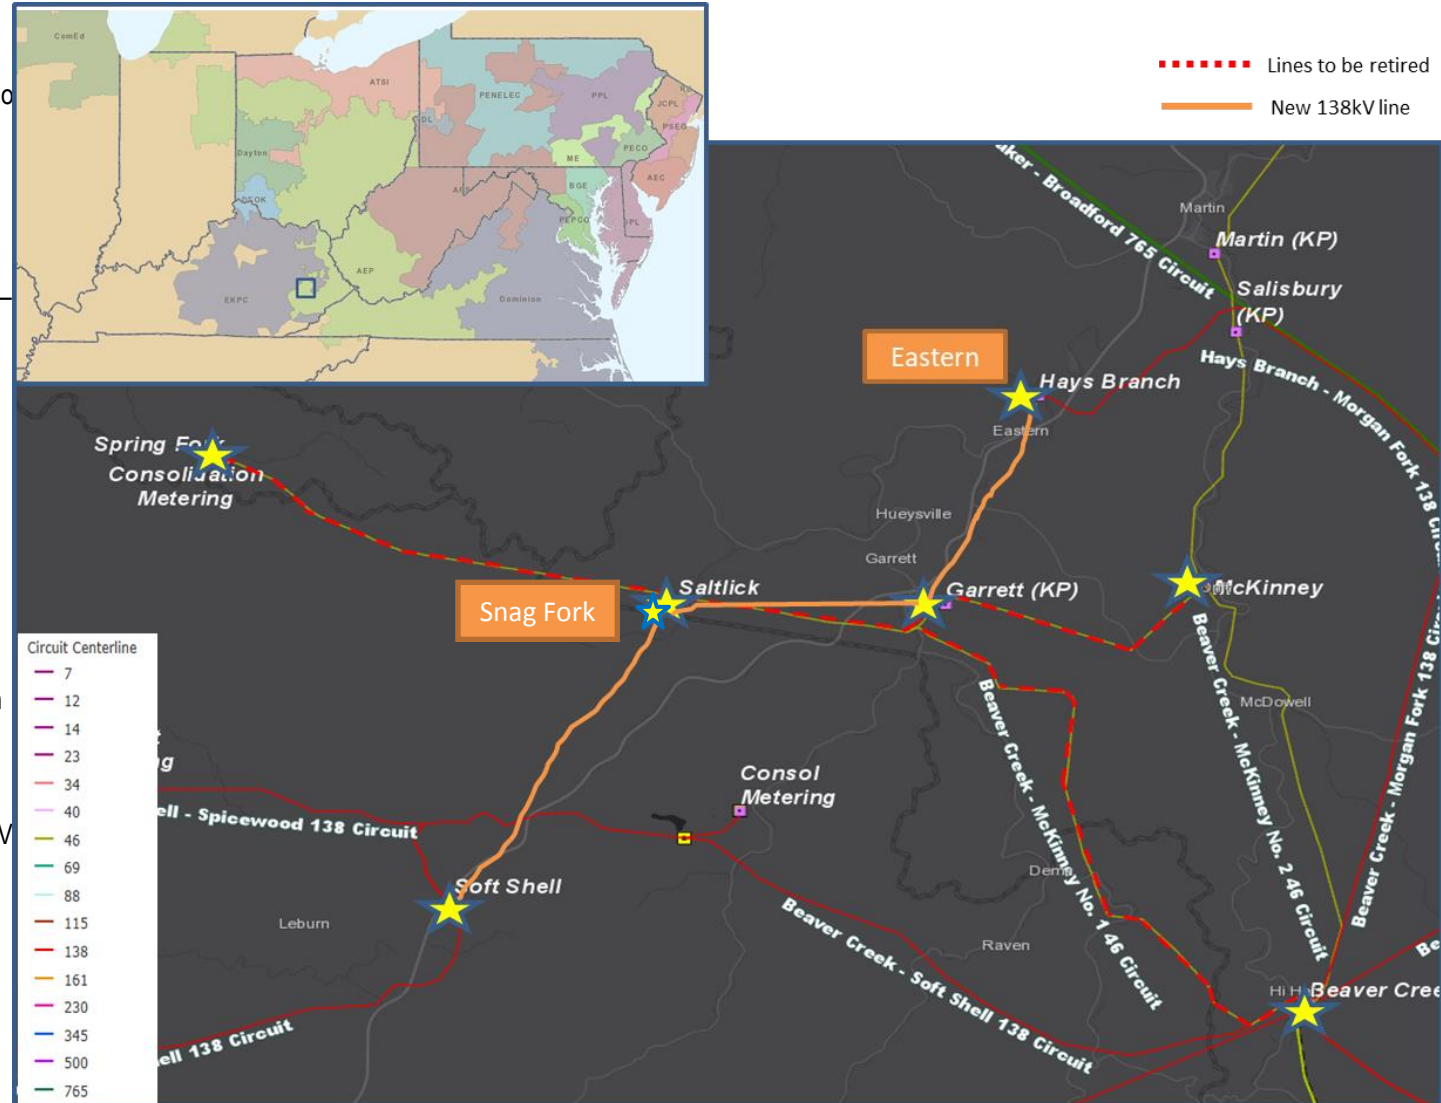 ComEd
ATSI
PENELEC
PPL
JCPL
PSEG
DL
Dayton
ME
PECO
AEC
BGE
PEPCO
DPL
DEOK
AEP
EKPC
Dominion
Lines to be retired
New 138kV line
aker - Broadford 765 Circuit
Martin
Martin (KP)
Salisbury
(KP)
Eastern
Hays Branch
Hays Branch - Morgan Fork 138
Eastern
Spring Fork
Consolidation
Metering
Hueysville
Garrett
Saltlick
Garrett (KP)
McKinney
Snag Fork
Circuit Centerline
7
12
14
23
34
40
46
69
88
115
138
161
230
345
500
765
Beaver Creek - McKinney No. 1 46 Circuit
Beaver Creek - McKinney No. 2 46 Circuit
McDowell
Beaver Creek - Morgan Fork 138 Circ
Consol
Metering
ell - Spicewood 138 Circuit
Soft Shell
Leburn
Raven
Beaver Creek - Soft Shell 138 Circuit
ell 138 Circuit
Hi H
Beaver Cree
Be